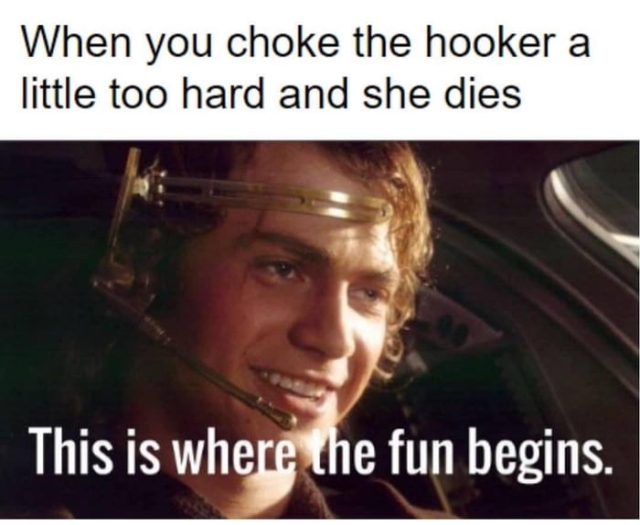 When you choke the hooker a
little too hard and she dies
This is where the fun begins.